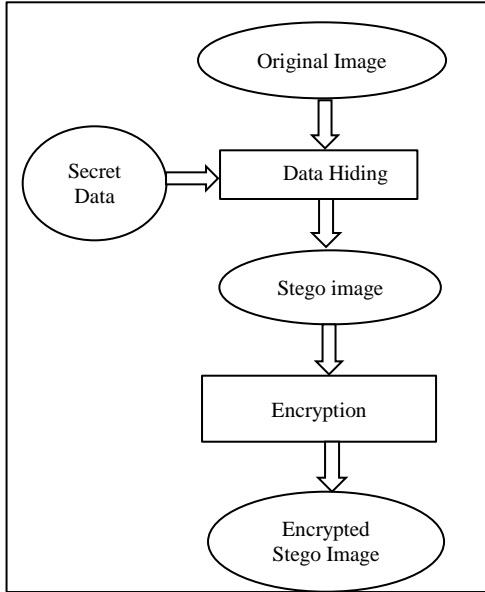 Original Image
Secret
Data
Data Hiding
Stego image
Encryption
Encrypted
Stego Image